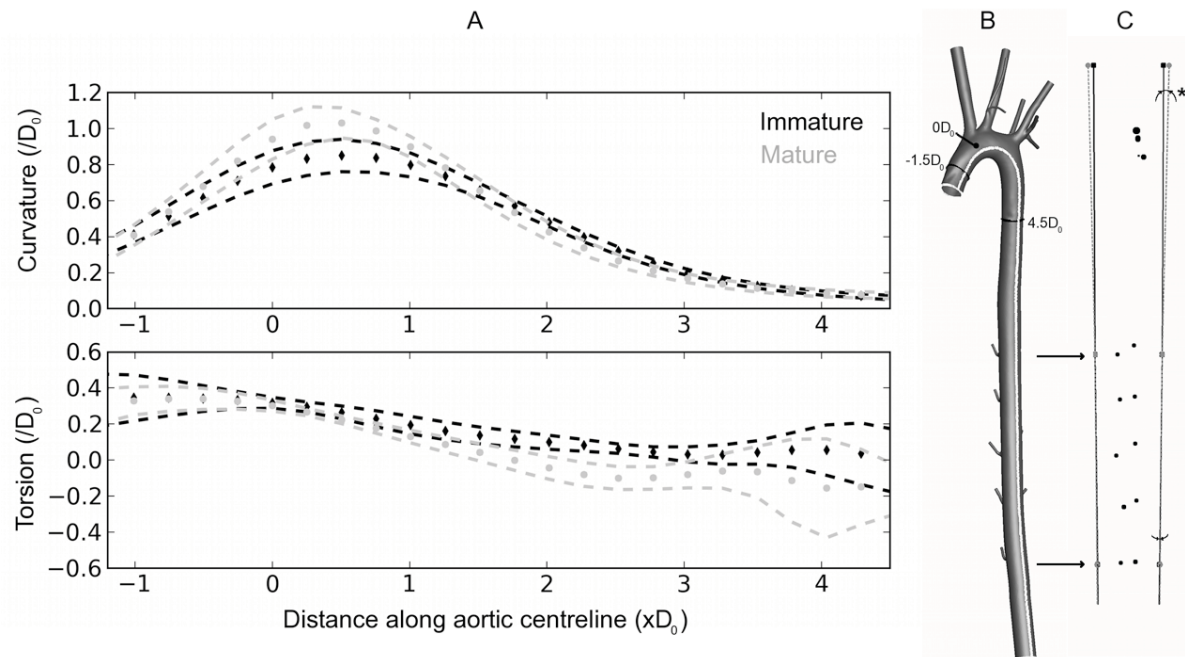 A
B
C
Curvature (/D₀)
1.2
1.0
0.8
0.6
0.4
0.2
0.0
Immature
Mature
−1 0 1 2 3 4
Torsion (/D₀)
0.6
0.4
0.2
0.0
−0.2
−0.4
−0.6
−1 0 1 2 3 4
Distance along aortic centreline (xD₀)
0D₀
-1.5D₀
4.5D₀
*